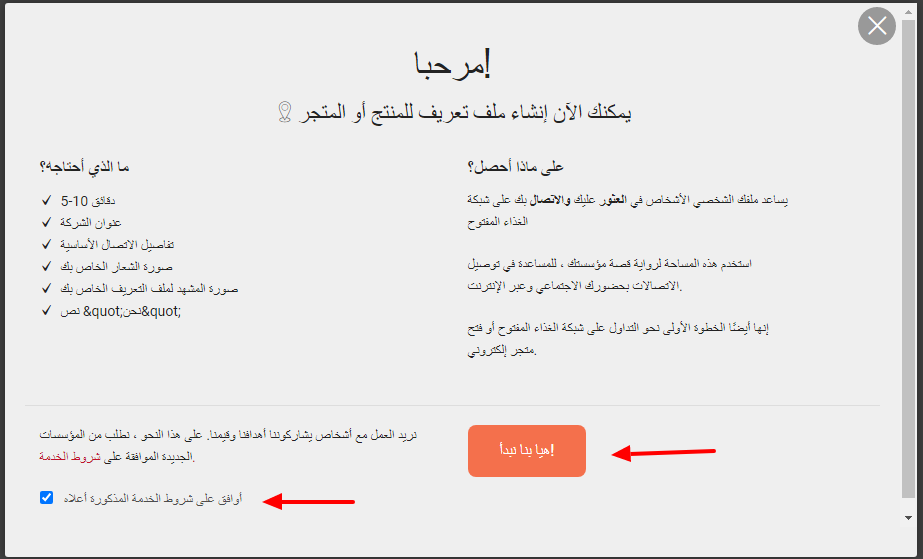 مرحبا!
يمكنك الآن إنشاء ملف تعريف للمنتج أو المتجر
ما الذي أحتاجه؟
5-10 دقائق
عنوان الشركة
تفاصيل الاتصال الأساسية
صورة الشعار الخاص بك
صورة المشهد لملف التعريف الخاص بك
نص &quot;نحن&quot;
على ماذا أحصل؟
يساعد ملفك الشخصي الأشخاص في العثور عليك والاتصال بك على شبكة
الغذاء المفتوح
استخدم هذه المساحة لرواية قصة مؤسستك ، للمساعدة في توصيل
الاتصالات بحضورك الاجتماعي وعبر الإنترنت.
إنها أيضًا الخطوة الأولى نحو التداول على شبكة الغذاء المفتوح أو فتح
متجر إلكتروني.
نريد العمل مع أشخاص يشاركوننا أهدافنا وقيمنا. على هذا النحو ، نطلب من المؤسسات
الجديدة الموافقة على شروط الخدمة.
أوافق على شروط الخدمة المذكورة أعلاه
هيا بنا نبدأ!